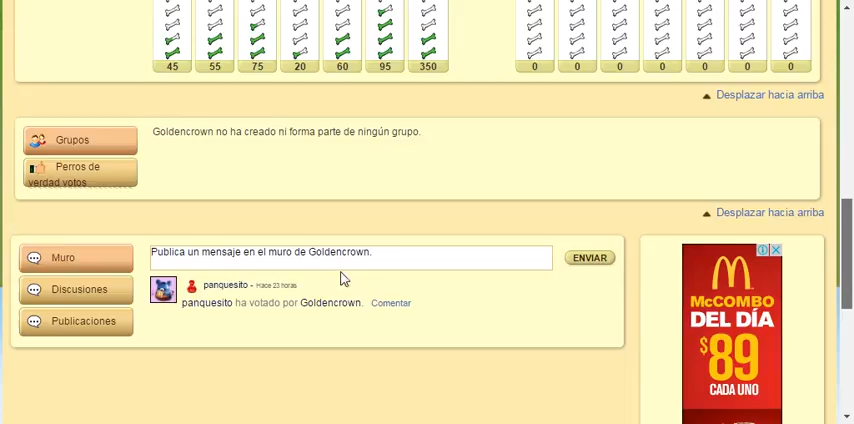 45 55 75 20 60 95 350 0 0 0 0 0 0 0
Desplazar hacia arriba
Grupos
Goldencrown no ha creado ni forma parte de ningún grupo.
Perros de
verdad votos
Desplazar hacia arriba
Muro
Discusiones
Publicaciones
Publica un mensaje en el muro de Goldencrown.
ENVIAR
panquesito - Hace 23 horas
panquesito ha votado por Goldencrown. Comentar
McCOMBO
DEL DÍA
$89
CADA UNO